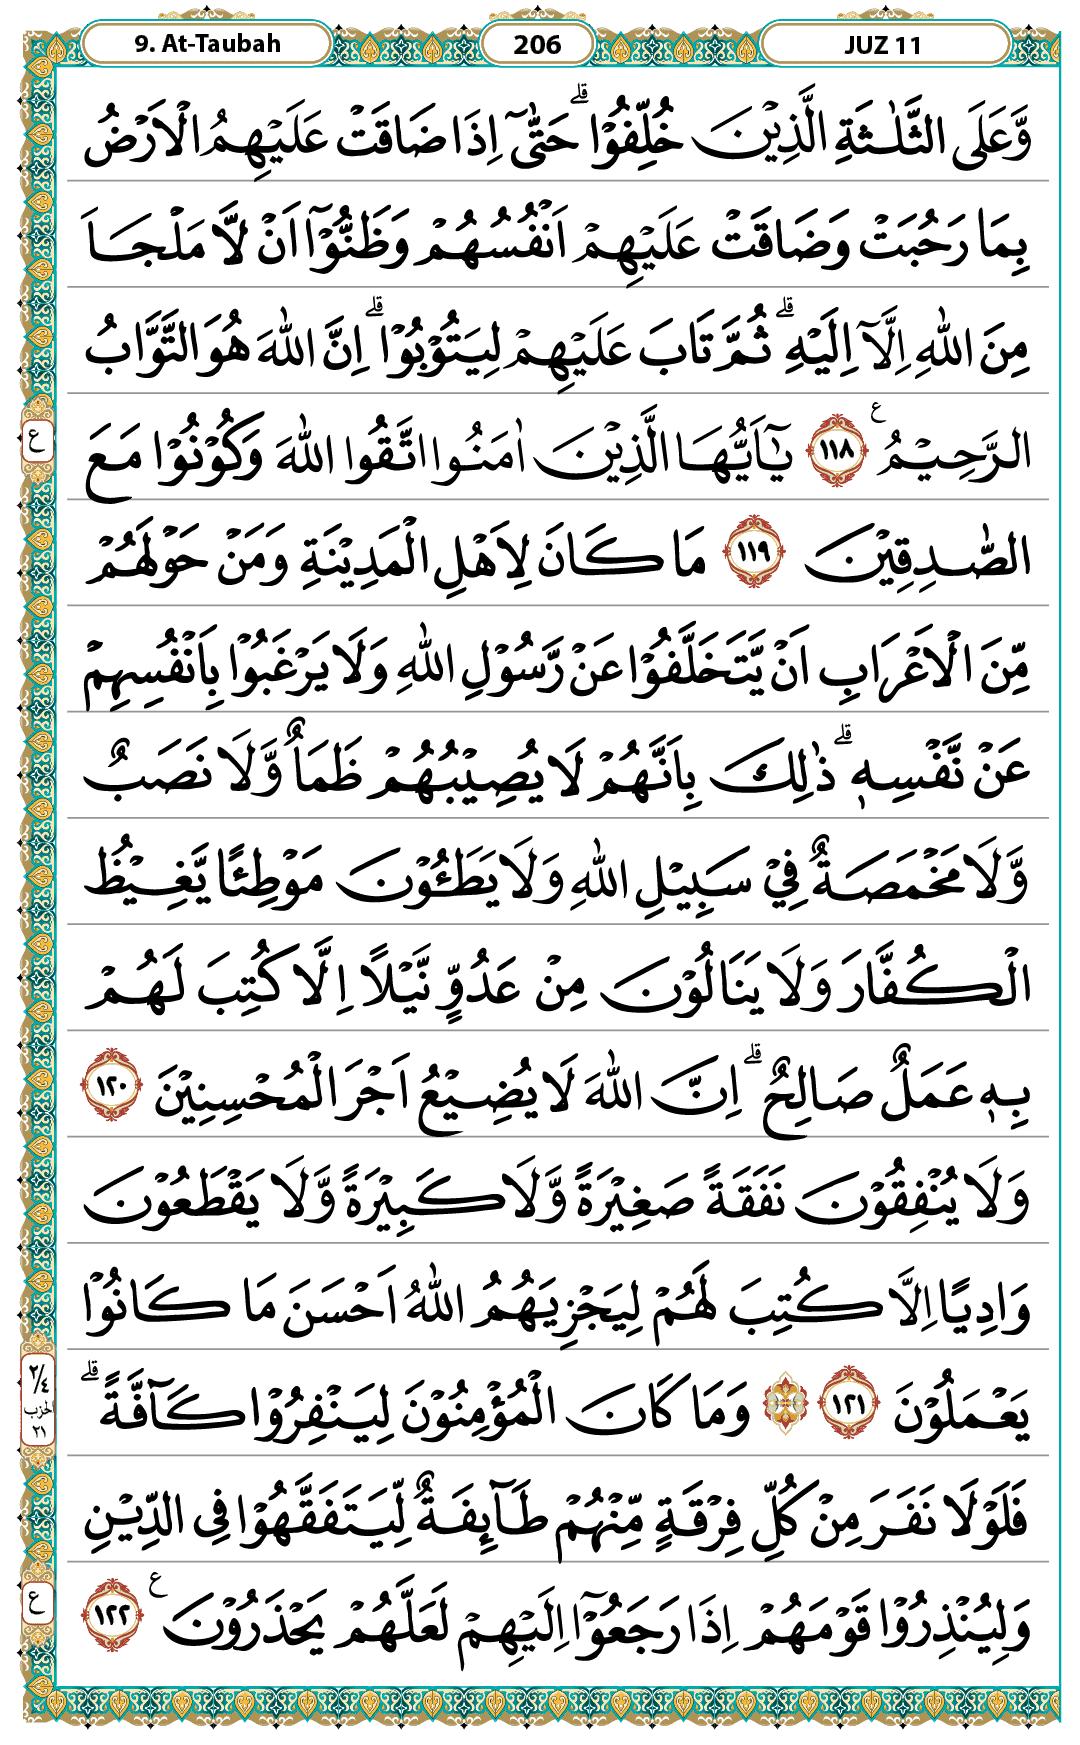 9. At-Taubah
206
JUZ 11
وَّعَلَى الثَّلٰثَةِ الَّذِيْنَ خُلِّفُوْاۗ حَتّٰىٓ اِذَا ضَاقَتْ عَلَيْهِمُ الْاَرْضُ
بِمَا رَحُبَتْ وَضَاقَتْ عَلَيْهِمْ اَنْفُسُهُمْ وَظَنُّوْٓا اَنْ لَّا مَلْجَاَ
مِنَ اللّٰهِ اِلَّآ اِلَيْهِۗ ثُمَّ تَابَ عَلَيْهِمْ لِيَتُوْبُوْاۗ اِنَّ اللّٰهَ هُوَ التَّوَّابُ
الرَّحِيْمُ ࣖ ١١٨ يٰٓاَيُّهَا الَّذِيْنَ اٰمَنُوا اتَّقُوا اللّٰهَ وَكُوْنُوْا مَعَ
ع
الصّٰدِقِيْنَ ١١٩ مَا كَانَ لِاَهْلِ الْمَدِيْنَةِ وَمَنْ حَوْلَهُمْ
مِّنَ الْاَعْرَابِ اَنْ يَّتَخَلَّفُوْا عَنْ رَّسُوْلِ اللّٰهِ وَلَا يَرْغَبُوْا بِاَنْفُسِهِمْ
عَنْ نَّفْسِهٖۗ ذٰلِكَ بِاَنَّهُمْ لَا يُصِيْبُهُمْ ظَمَاٌ وَّلَا نَصَبٌ
وَّلَا مَخْمَصَةٌ فِيْ سَبِيْلِ اللّٰهِ وَلَا يَطَـُٔوْنَ مَوْطِئًا يَّغِيْظُ
الْكُفَّارَ وَلَا يَنَالُوْنَ مِنْ عَدُوٍّ نَّيْلًا اِلَّا كُتِبَ لَهُمْ
بِهٖ عَمَلٌ صَالِحٌۗ اِنَّ اللّٰهَ لَا يُضِيْعُ اَجْرَ الْمُحْسِنِيْنَ ١٢٠
وَلَا يُنْفِقُوْنَ نَفَقَةً صَغِيْرَةً وَّلَا كَبِيْرَةً وَّلَا يَقْطَعُوْنَ
وَادِيًا اِلَّا كُتِبَ لَهُمْ لِيَجْزِيَهُمُ اللّٰهُ اَحْسَنَ مَا كَانُوْا
يَعْمَلُوْنَ ١٢١ ۞ وَمَا كَانَ الْمُؤْمِنُوْنَ لِيَنْفِرُوْا كَاۤفَّةًۗ
٢/٤
الحزب
٢١
فَلَوْلَا نَفَرَ مِنْ كُلِّ فِرْقَةٍ مِّنْهُمْ طَاۤىِٕفَةٌ لِّيَتَفَقَّهُوْا فِى الدِّيْنِ
وَلِيُنْذِرُوْا قَوْمَهُمْ اِذَا رَجَعُوْٓا اِلَيْهِمْ لَعَلَّهُمْ يَحْذَرُوْنَ ࣖ ١٢٢
ع